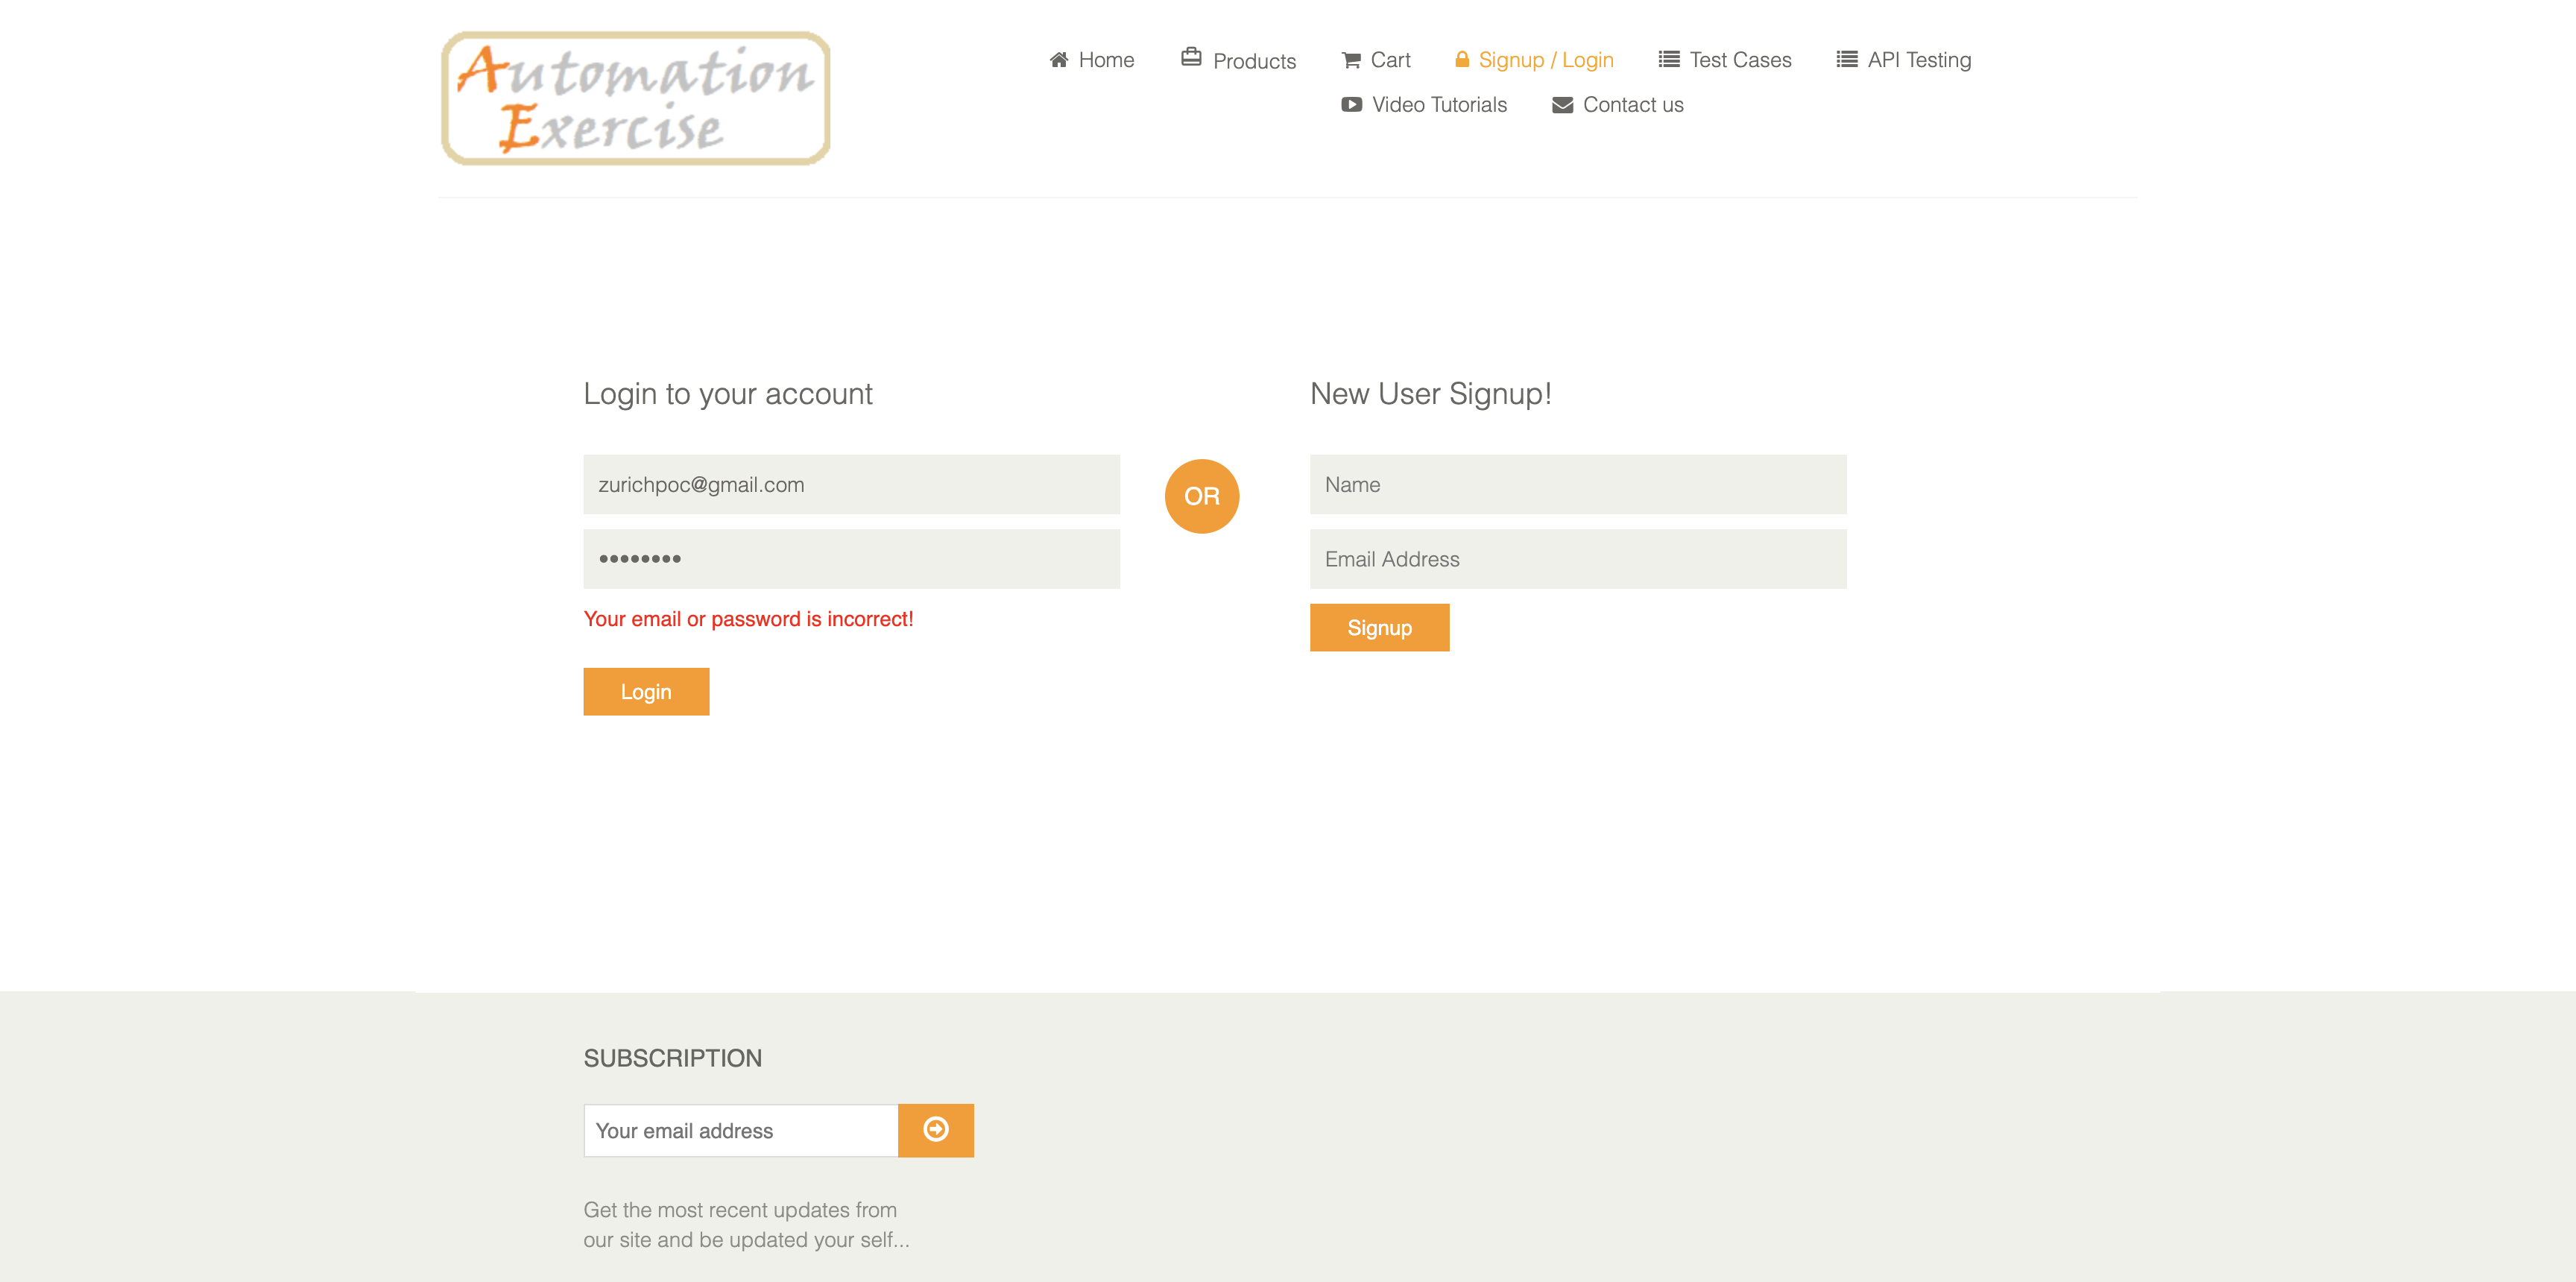 Automation
Exercise
Home Products Cart Signup / Login Test Cases API Testing
Video Tutorials Contact us
Login to your account
zurichpoc@gmail.com
••••••••
Your email or password is incorrect!
Login
OR
New User Signup!
Name
Email Address
Signup
SUBSCRIPTION
Your email address
Get the most recent updates from
our site and be updated your self...